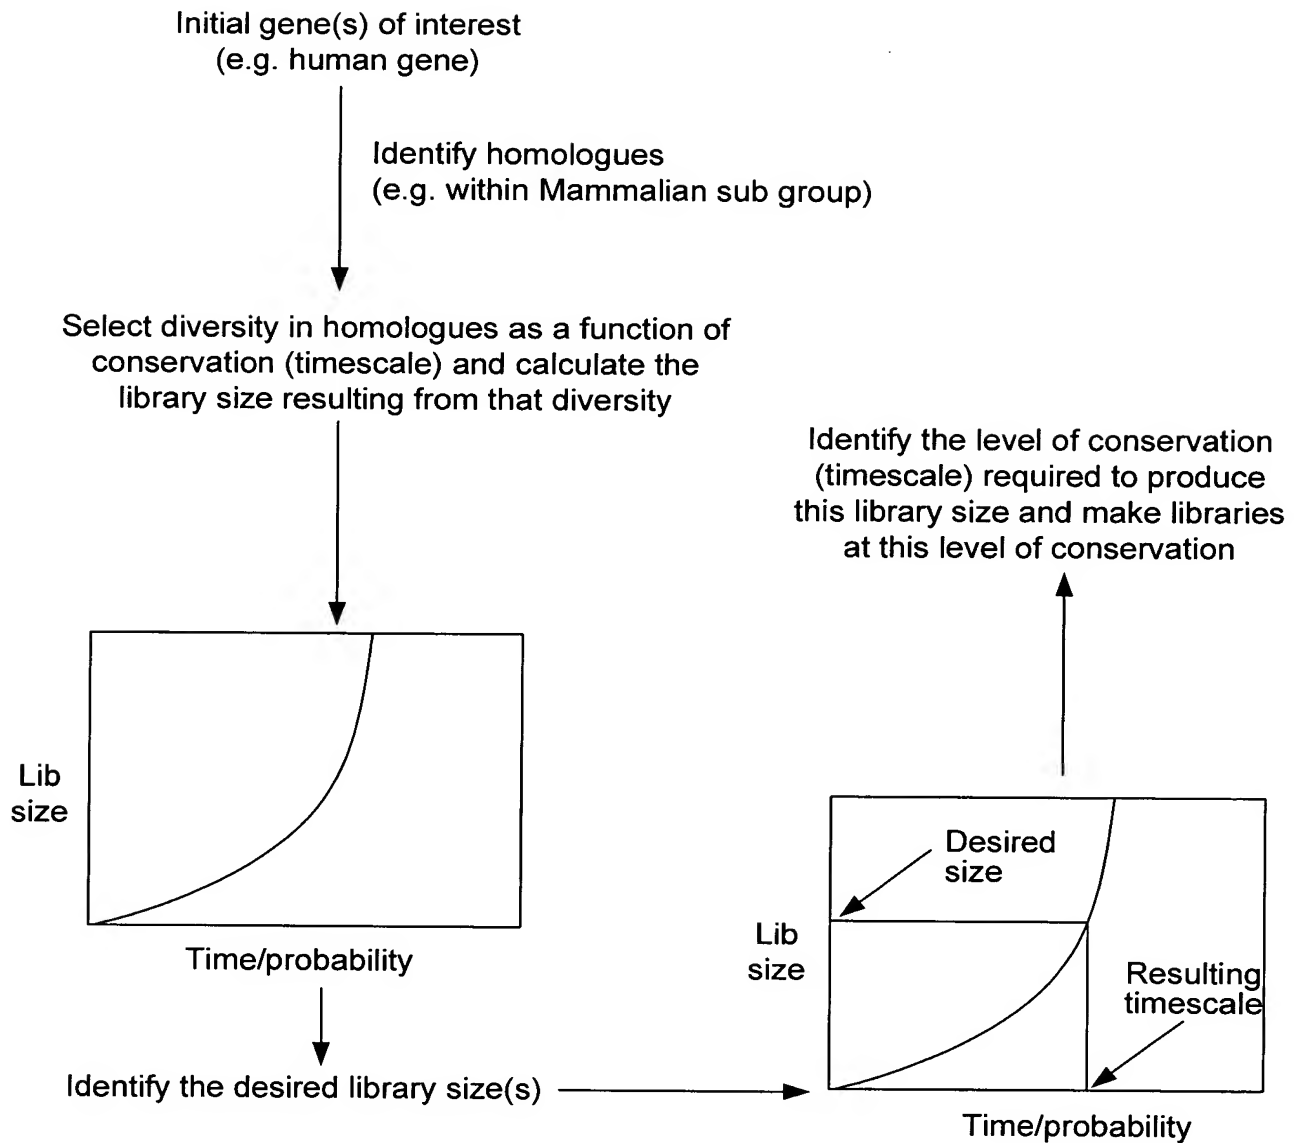 Initial gene(s) of interest
(e.g. human gene)
Identify homologues
(e.g. within Mammalian sub group)
Select diversity in homologues as a function of
conservation (timescale) and calculate the
library size resulting from that diversity
Lib
size
Time/probability
Identify the desired library size(s)
Desired
size
Lib
size
Resulting
timescale
Time/probability
Identify the level of conservation
(timescale) required to produce
this library size and make libraries
at this level of conservation